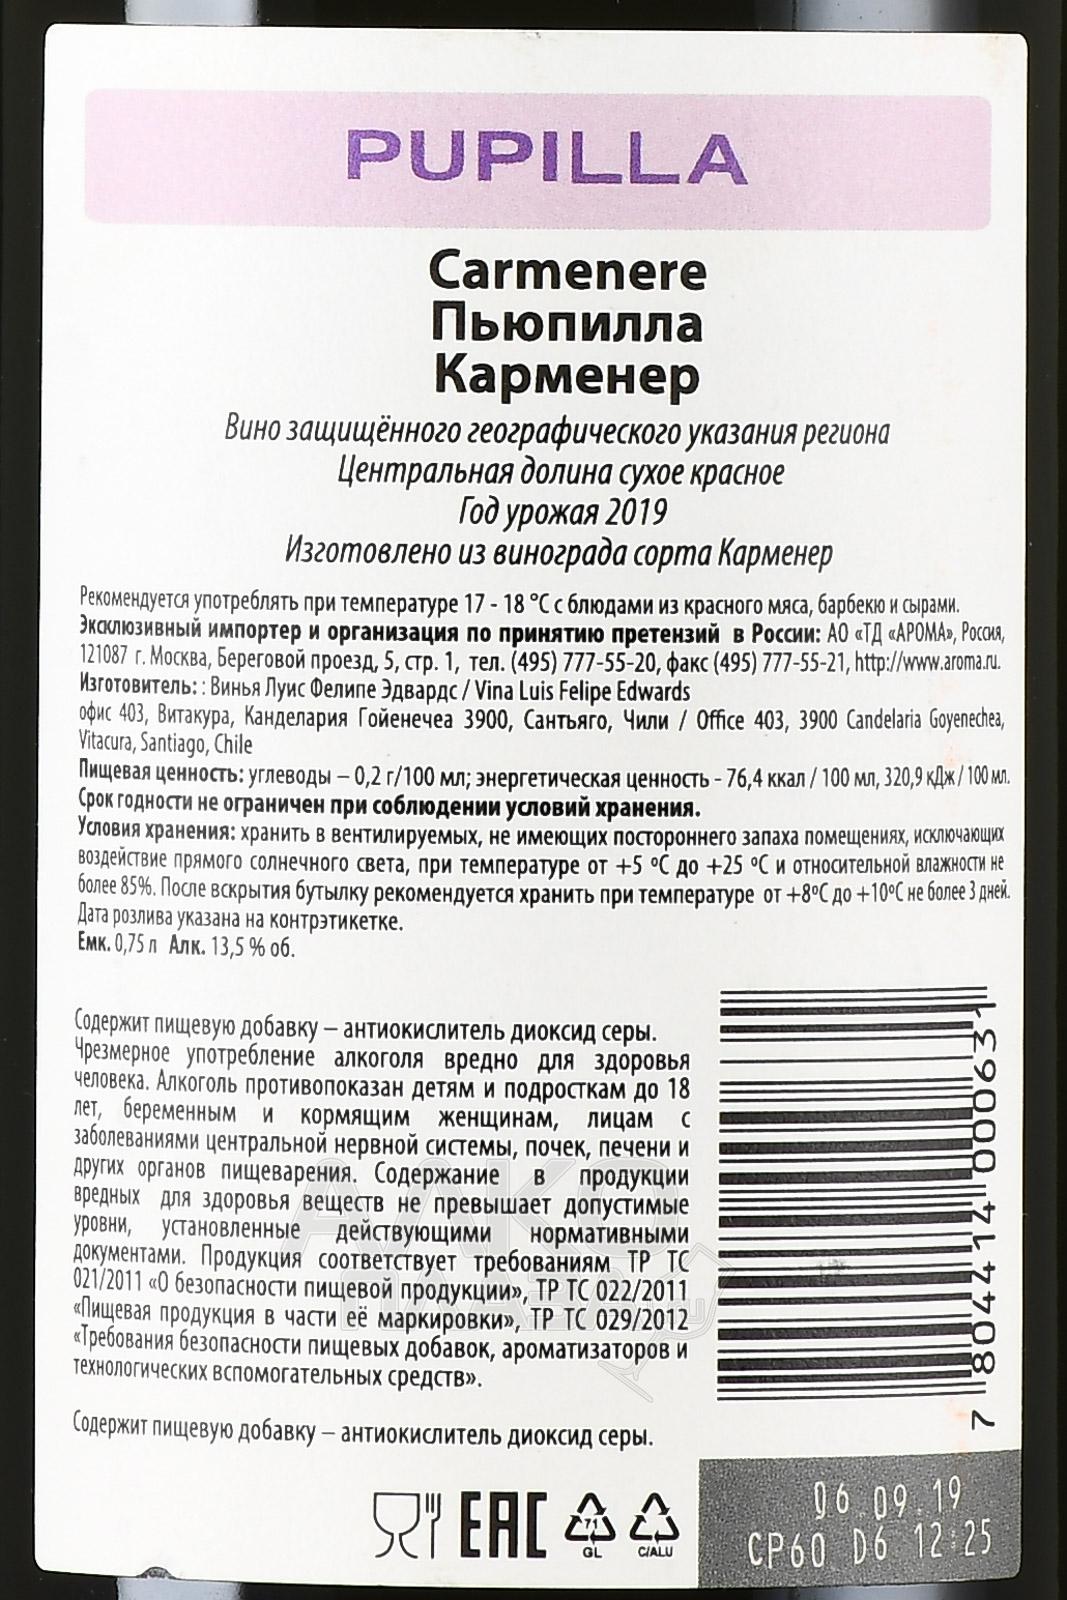 PUPILLA
Carmenere
Пьюпилла
Карменер
Вино защищённого географического указания региона
Центральная долина сухое красное
Год урожая 2019
Изготовлено из винограда сорта Карменер
Рекомендуется употреблять при температуре 17 - 18 °C с блюдами из красного мяса, барбекю и сырами.
Эксклюзивный импортер и организация по принятию претензий в России: АО «ТД «АРОМА», Россия,
121087 г. Москва, Береговой проезд, 5, стр. 1, тел. (495) 777-55-20, факс (495) 777-55-21, http://www.aroma.ru.
Изготовитель: : Винья Луис Фелипе Эдвардс / Vina Luis Felipe Edwards
офис 403, Витакура, Канделария Гойенечеа 3900, Сантьяго, Чили / Office 403, 3900 Candelaria Goyenechea,
Vitacura, Santiago, Chile
Пищевая ценность: углеводы – 0,2 г/100 мл; энергетическая ценность - 76,4 ккал / 100 мл, 320,9 кДж / 100 мл.
Срок годности не ограничен при соблюдении условий хранения.
Условия хранения: хранить в вентилируемых, не имеющих постороннего запаха помещениях, исключающих
воздействие прямого солнечного света, при температуре от +5 ºC до +25 ºC и относительной влажности не
более 85%. После вскрытия бутылку рекомендуется хранить при температуре от +8ºC до +10ºC не более 3 дней.
Дата розлива указана на контрэтикетке.
Емк. 0,75 л Алк. 13,5 % об.
Содержит пищевую добавку – антиокислитель диоксид серы.
Чрезмерное употребление алкоголя вредно для здоровья
человека. Алкоголь противопоказан детям и подросткам до 18
лет, беременным и кормящим женщинам, лицам с
заболеваниями центральной нервной системы, почек, печени и
других органов пищеварения. Содержание в продукции
вредных для здоровья веществ не превышает допустимые
уровни, установленные действующими нормативными
документами. Продукция соответствует требованиям ТР ТС
021/2011 «О безопасности пищевой продукции», ТР ТС 022/2011
«Пищевая продукция в части её маркировки», ТР ТС 029/2012
«Требования безопасности пищевых добавок, ароматизаторов и
технологических вспомогательных средств».
Содержит пищевую добавку – антиокислитель диоксид серы.
7 804414 000631
EAC
71
GL
C/ALU
06.09.19
CP60 D6 12:25